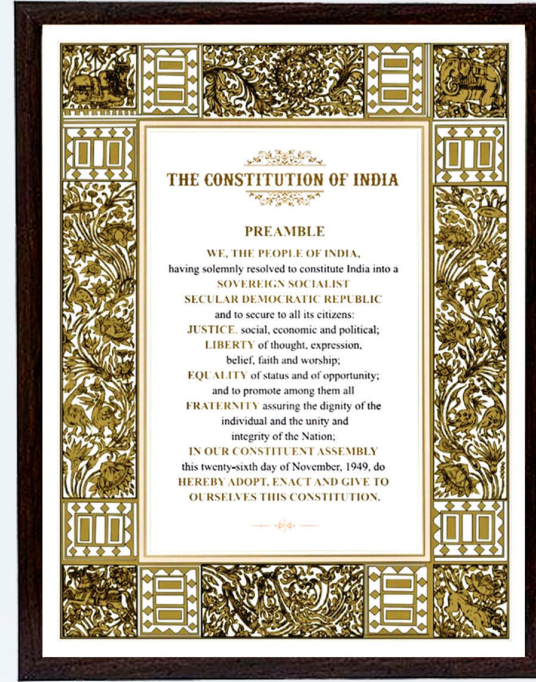 THE CONSTITUTION OF INDIA
PREAMBLE
WE, THE PEOPLE OF INDIA,
having solemnly resolved to constitute India into a
SOVEREIGN SOCIALIST
SECULAR DEMOCRATIC REPUBLIC
and to secure to all its citizens:
JUSTICE, social, economic and political;
LIBERTY of thought, expression,
belief, faith and worship;
EQUALITY of status and of opportunity;
and to promote among them all
FRATERNITY assuring the dignity of the
individual and the unity and
integrity of the Nation;
IN OUR CONSTITUENT ASSEMBLY
this twenty-sixth day of November, 1949, do
HEREBY ADOPT, ENACT AND GIVE TO
OURSELVES THIS CONSTITUTION.